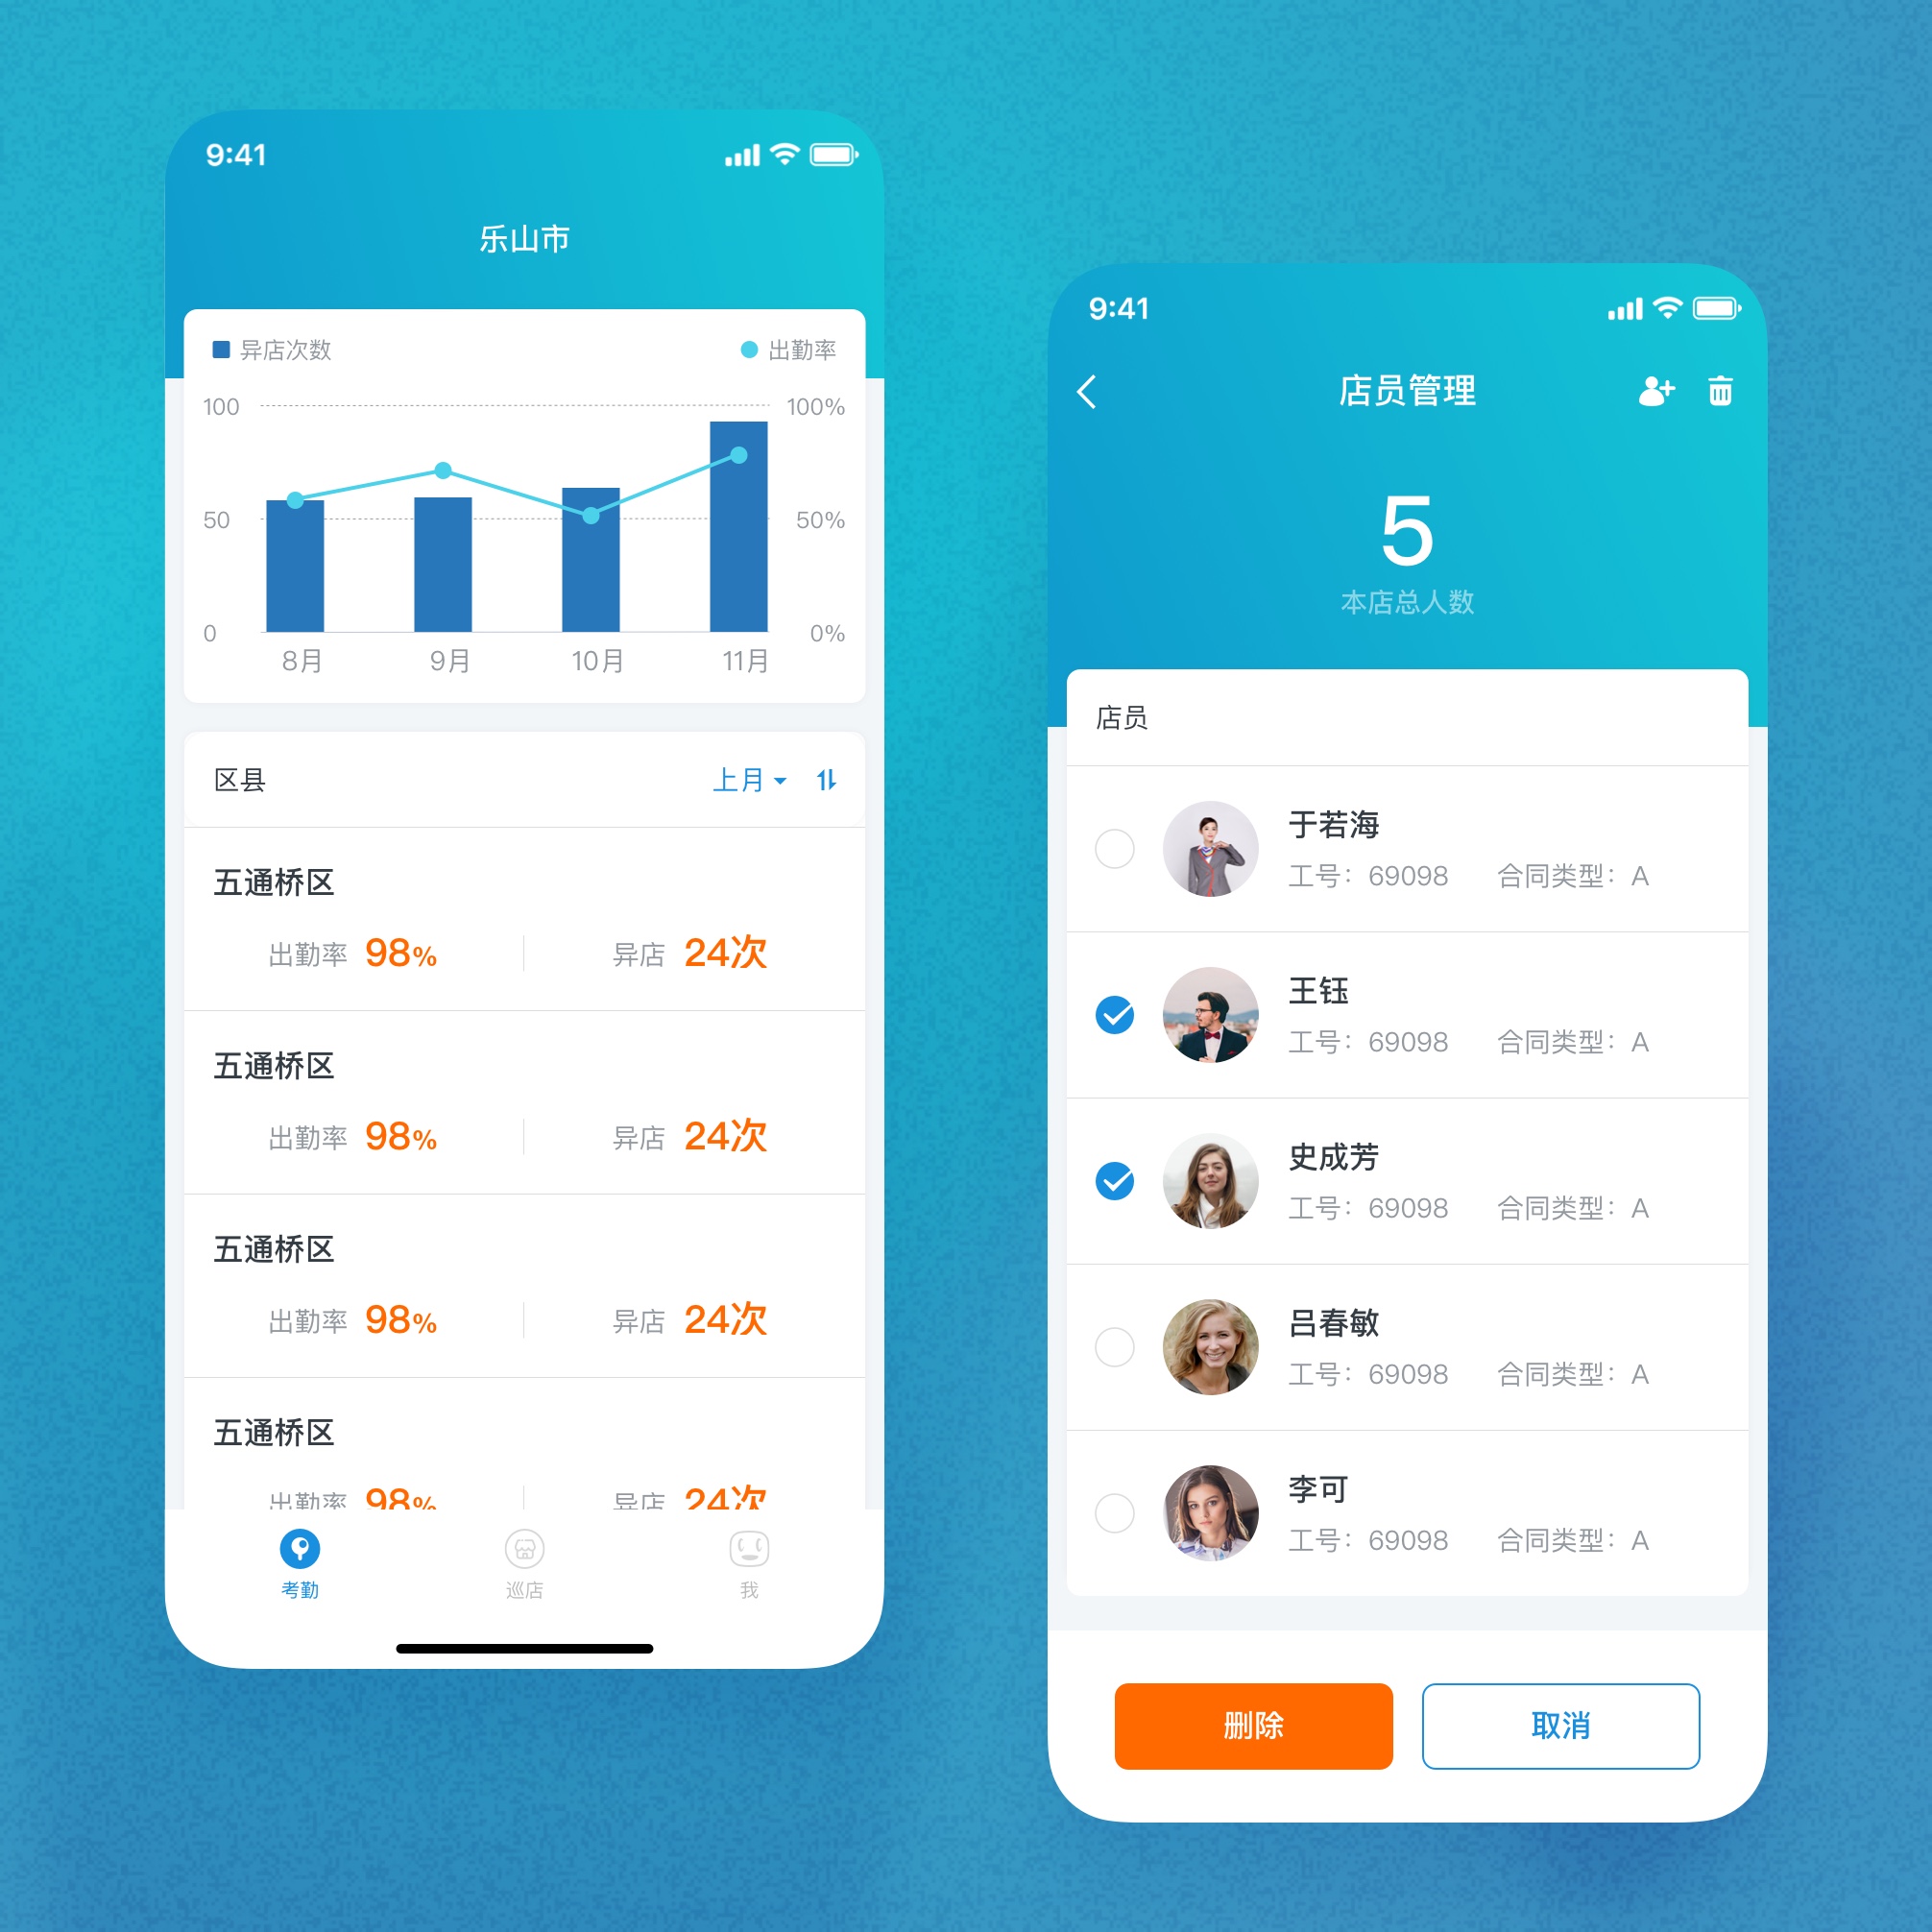 9:41
乐山市
异店次数 出勤率
100 100%
50 50%
0 0%
8月 9月 10月 11月
区县 上月
五通桥区
出勤率 98% 异店 24次
五通桥区
出勤率 98% 异店 24次
五通桥区
出勤率 98% 异店 24次
五通桥区
出勤率 98% 异店 24次
考勤 巡店 我
9:41
店员管理
5
本店总人数
店员
于若海
工号：69098 合同类型：A
王钰
工号：69098 合同类型：A
史成芳
工号：69098 合同类型：A
吕春敏
工号：69098 合同类型：A
李可
工号：69098 合同类型：A
删除 取消